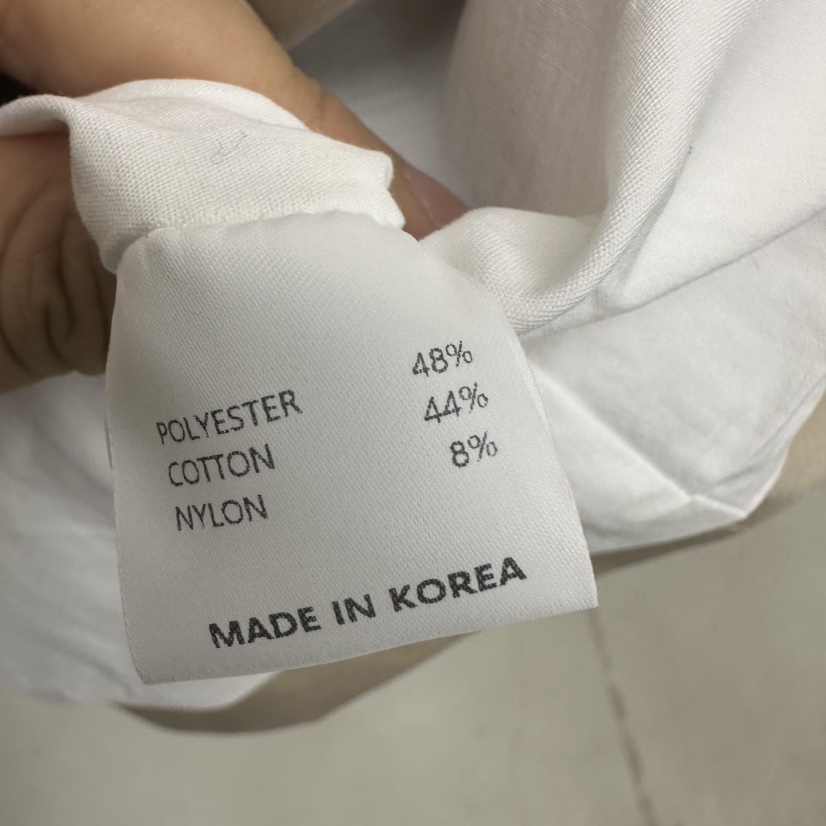 POLYESTER 48%
COTTON 44%
NYLON 8%
MADE IN KOREA